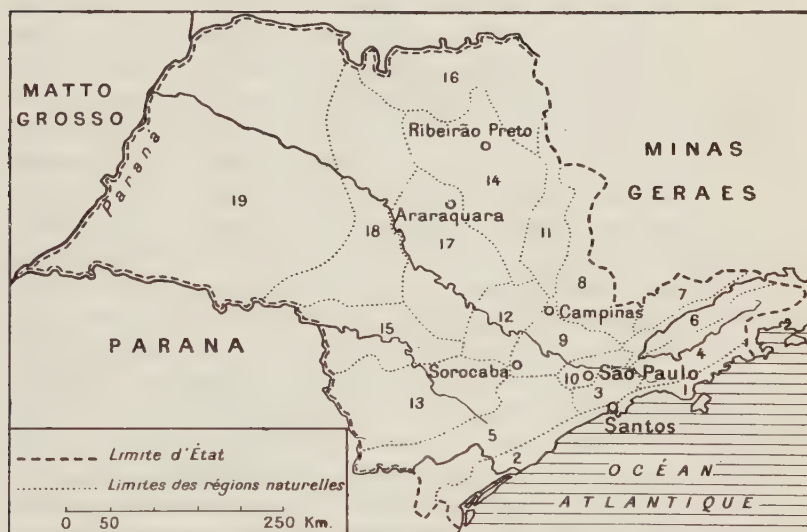 MATTO
GROSSO
Parana
16
Ribeirão Preto
MINAS
GERAES
14
19
Araraquara
18
17
11
8
7
12
Campinas
6
2
15
9
4
PARANA
Sorocaba
10
São Paulo
3
1
13
Santos
5
2
Limite d'État
Limites des régions naturelles
0 50 250 Km.
OCÉAN
ATLANTIQUE